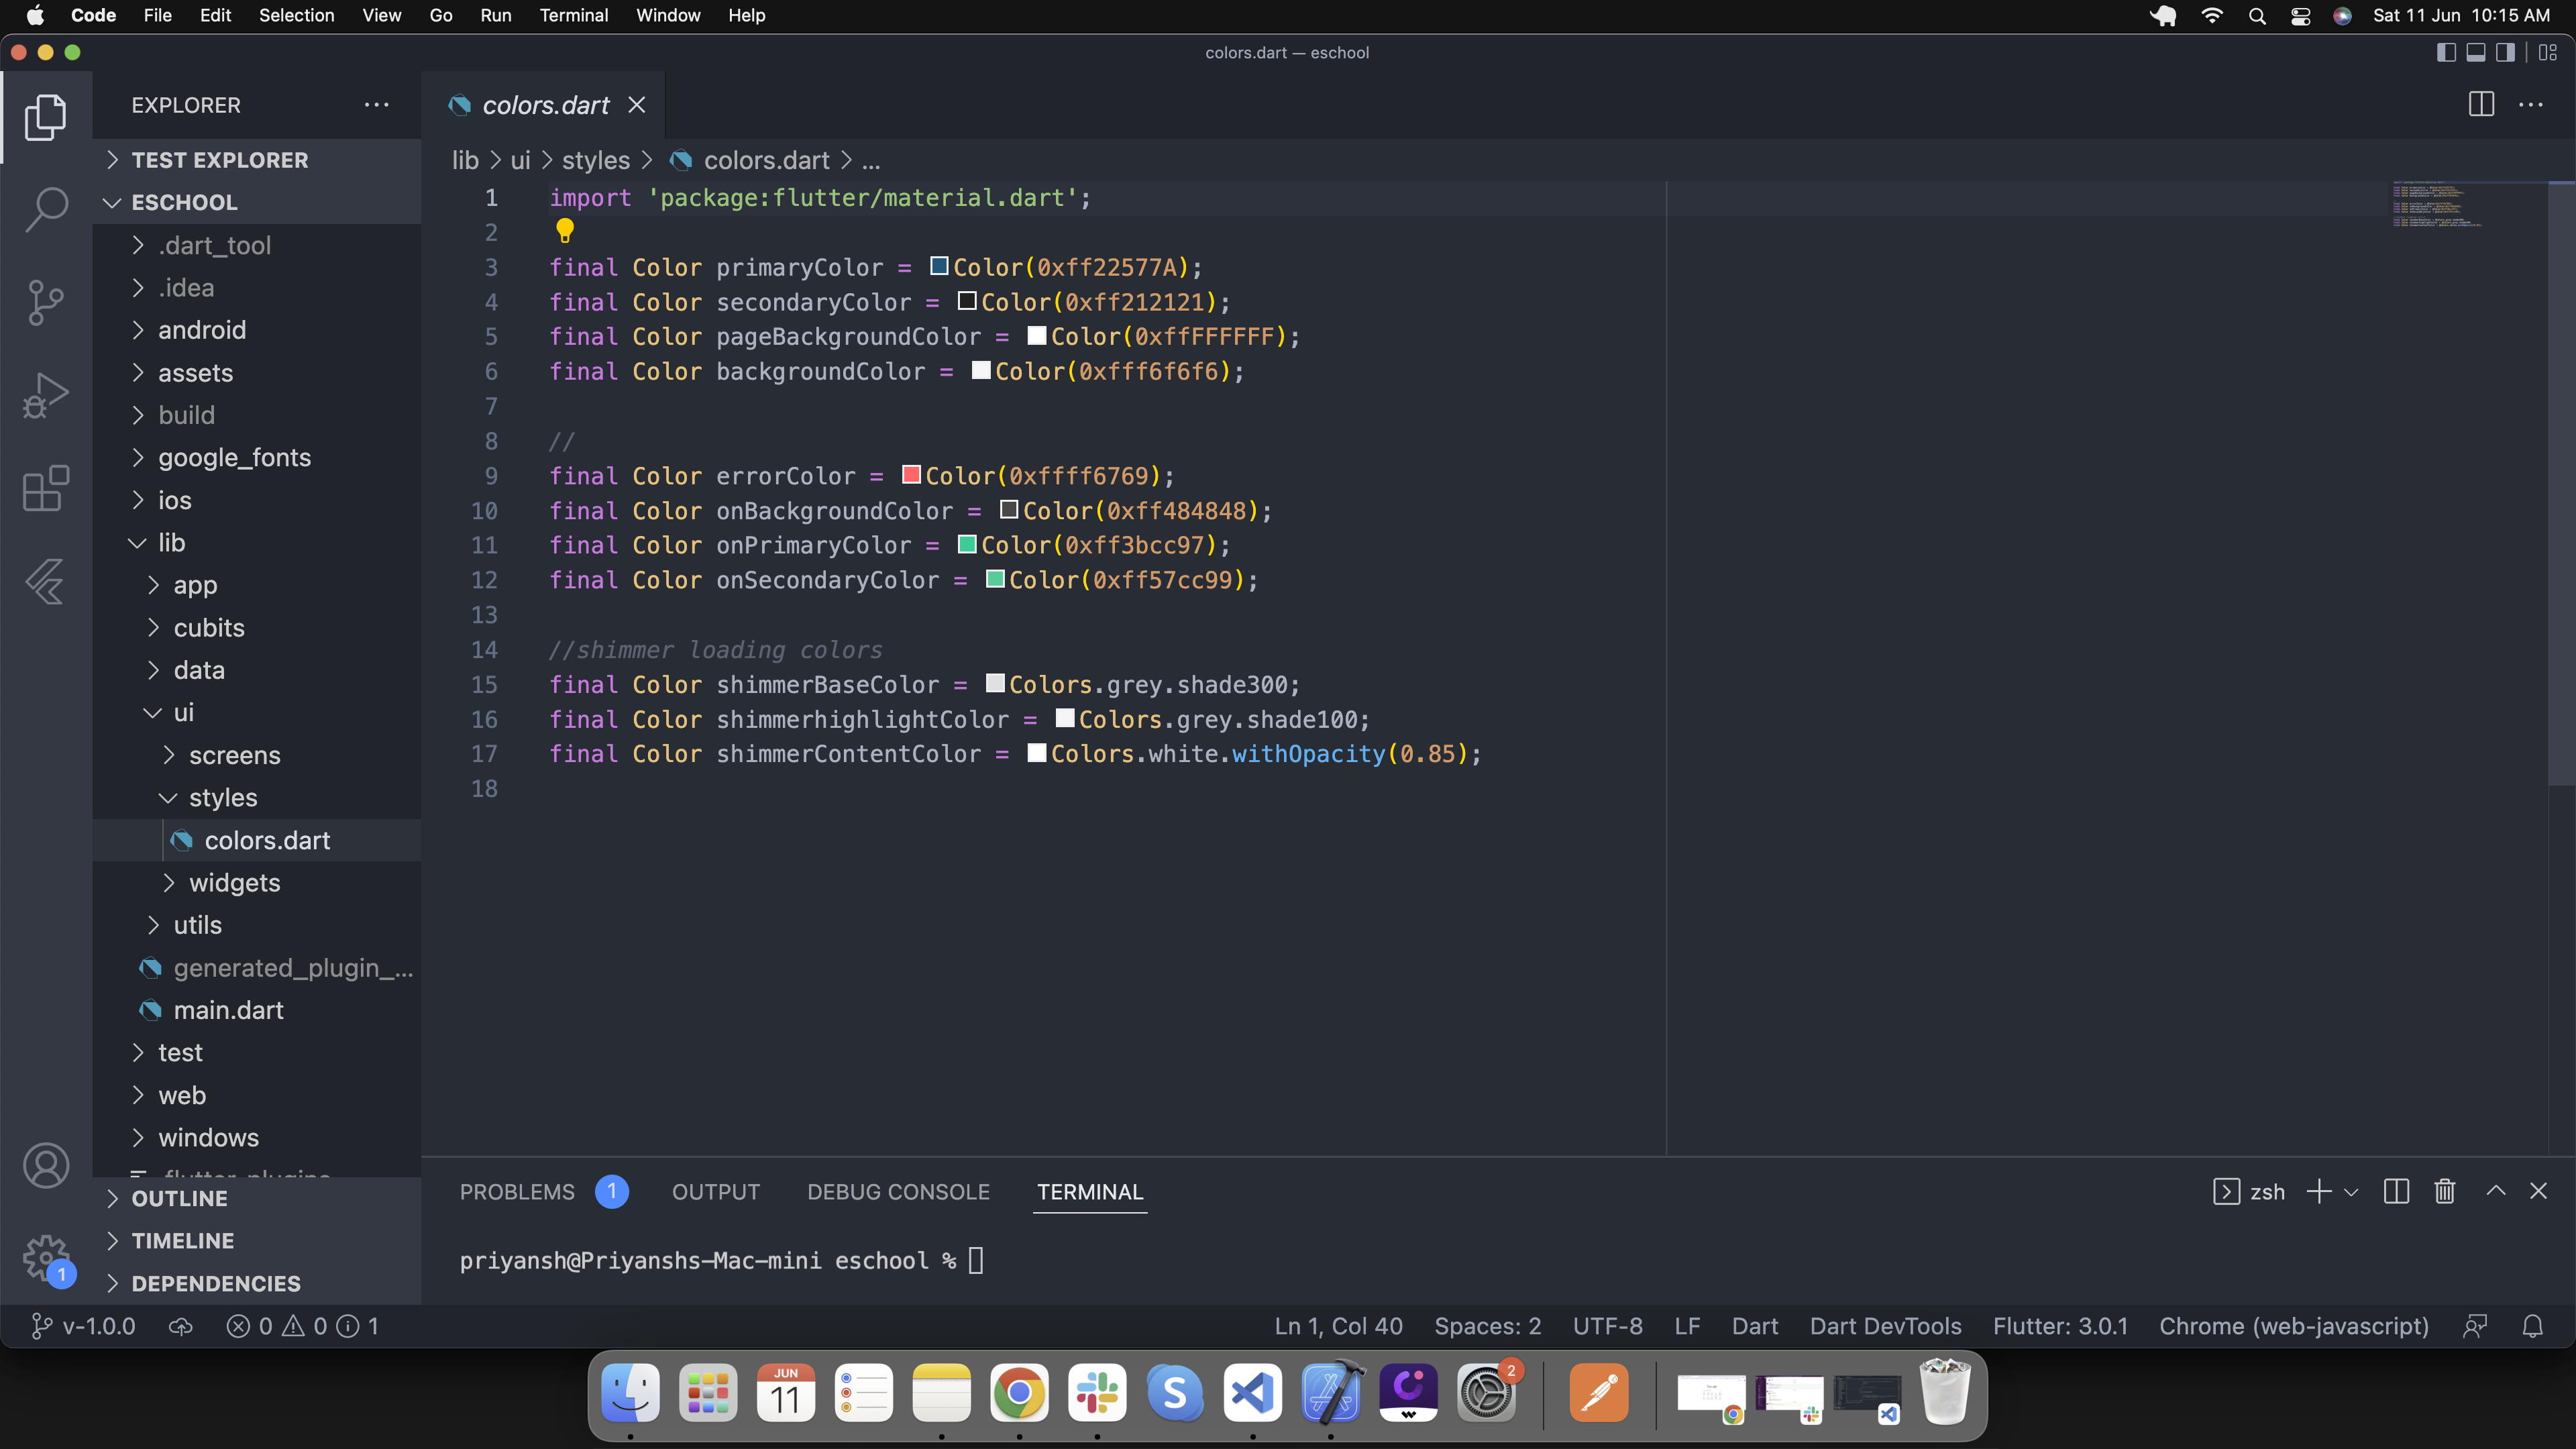 Code File Edit Selection View Go Run Terminal Window Help
Sat 11 Jun 10:15 AM
colors.dart — eschool
EXPLORER
TEST EXPLORER
ESCHOOL
.dart_tool
.idea
android
assets
build
google_fonts
ios
lib
app
cubits
data
ui
screens
styles
colors.dart
widgets
utils
generated_plugin_...
main.dart
test
web
windows
OUTLINE
TIMELINE
DEPENDENCIES
1
colors.dart
lib > ui > styles > colors.dart > ...
1 import 'package:flutter/material.dart';
2
3 final Color primaryColor = Color(0xff22577A);
4 final Color secondaryColor = Color(0xff212121);
5 final Color pageBackgroundColor = Color(0xffFFFFFF);
6 final Color backgroundColor = Color(0xfff6f6f6);
7
8 //
9 final Color errorColor = Color(0xffff6769);
10 final Color onBackgroundColor = Color(0xff484848);
11 final Color onPrimaryColor = Color(0xff3bcc97);
12 final Color onSecondaryColor = Color(0xff57cc99);
13
14 //shimmer loading colors
15 final Color shimmerBaseColor = Colors.grey.shade300;
16 final Color shimmerhighlightColor = Colors.grey.shade100;
17 final Color shimmerContentColor = Colors.white.withOpacity(0.85);
18
PROBLEMS 1 OUTPUT DEBUG CONSOLE TERMINAL
zsh
priyansh@Priyanshs-Mac-mini eschool %
v-1.0.0 0 0 1
Ln 1, Col 40 Spaces: 2 UTF-8 LF Dart Dart DevTools Flutter: 3.0.1 Chrome (web-javascript)
JUN
11
S
2